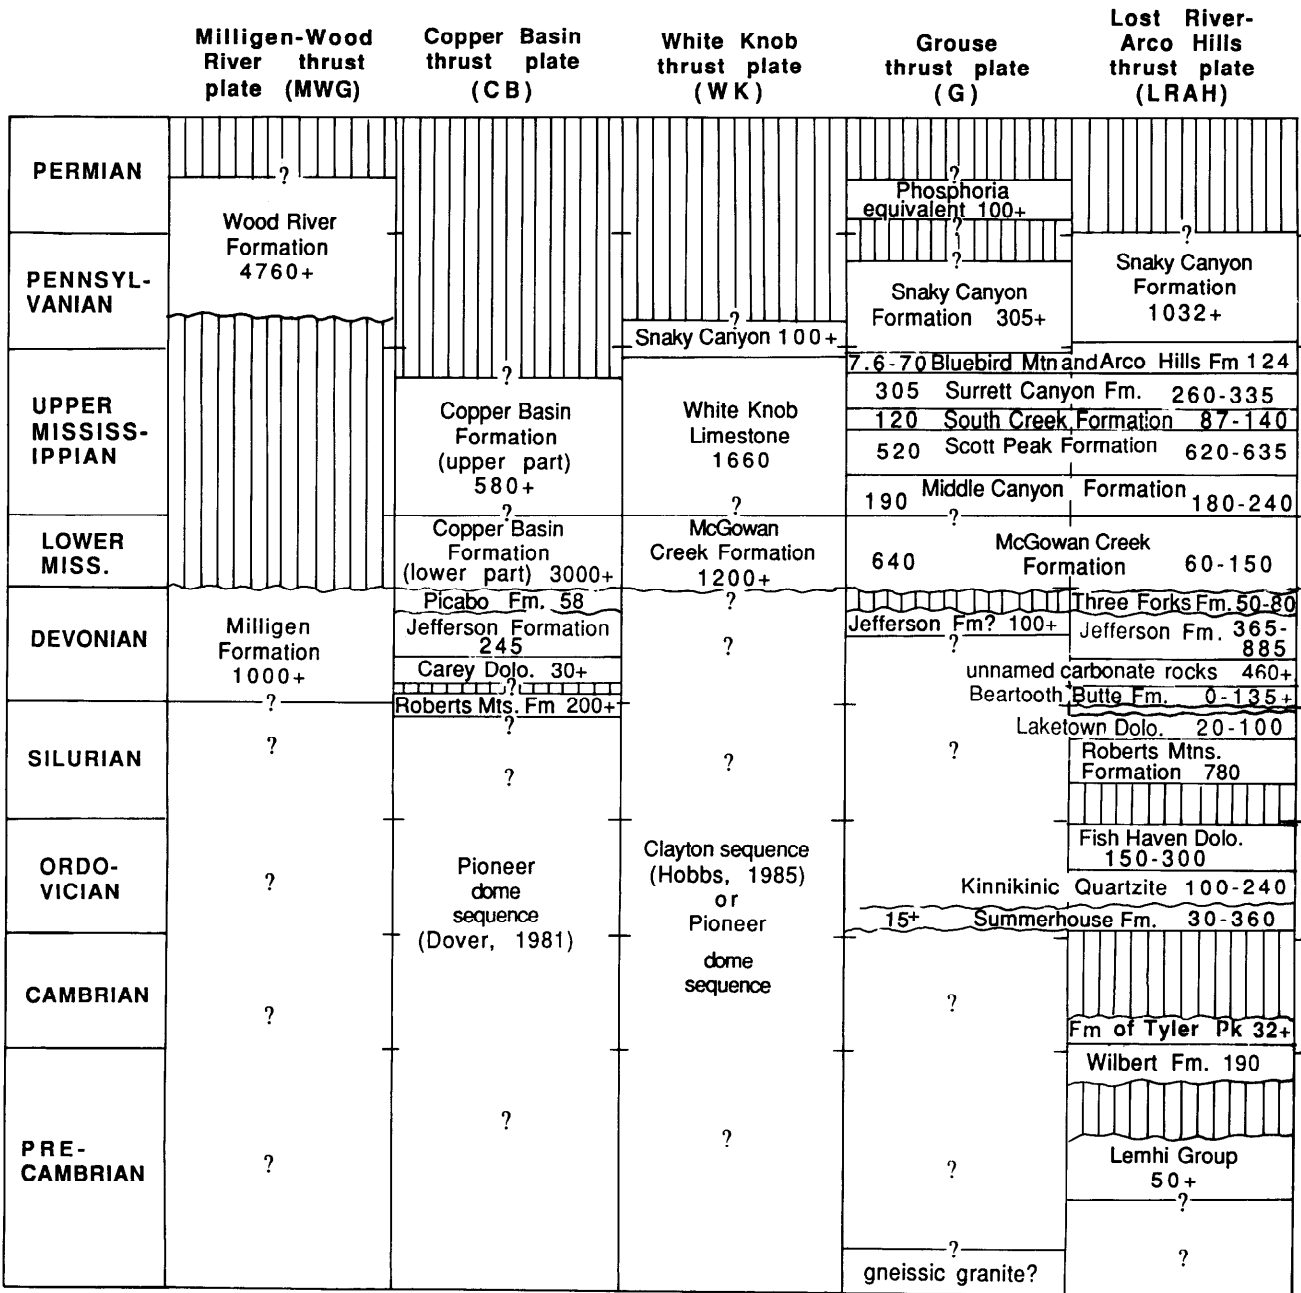 Milligen-Wood
River thrust
plate (MWG)
Copper Basin
thrust plate
(CB)
White Knob
thrust plate
(WK)
Grouse
thrust plate
(G)
Lost River-
Arco Hills
thrust plate
(LRAH)
PERMIAN
?
Wood River
Formation
4760+
?
Phosphoria
equivalent 100+
?
?
PENNSYL-
VANIAN
?
Snaky Canyon 100+
?
Snaky Canyon
Formation 305+
Snaky Canyon
Formation
1032+
UPPER
MISSISS-
IPPIAN
?
Copper Basin
Formation
(upper part)
580+
?
White Knob
Limestone
1660
?
7.6-70 Bluebird Mtn and Arco Hills Fm 124
305 Surrett Canyon Fm. 260-335
120 South Creek Formation 87-140
520 Scott Peak Formation 620-635
190 Middle Canyon Formation 180-240
?
LOWER
MISS.
Copper Basin
Formation
(lower part) 3000+
McGowan
Creek Formation
1200+
640 McGowan Creek
Formation 60-150
DEVONIAN
Milligen
Formation
1000+
?
Picabo Fm. 58
Jefferson Formation
245
Carey Dolo. 30+
?
Roberts Mts. Fm 200+
?
?
?
Jefferson Fm? 100+
?
Three Forks Fm. 50-80
Jefferson Fm. 365-
885
unnamed carbonate rocks 460+
Beartooth Butte Fm. 0-135+
SILURIAN
?
?
?
?
Laketown Dolo. 20-100
Roberts Mtns.
Formation 780
ORDO-
VICIAN
?
Pioneer
dome
sequence
(Dover, 1981)
Clayton sequence
(Hobbs, 1985)
or
Pioneer
dome
sequence
Fish Haven Dolo.
150-300
Kinnikinic Quartzite 100-240
15+ Summerhouse Fm. 30-360
CAMBRIAN
?
?
Fm of Tyler Pk 32+
PRE-
CAMBRIAN
?
?
?
?
?
gneissic granite?
Wilbert Fm. 190
Lemhi Group
50+
?
?